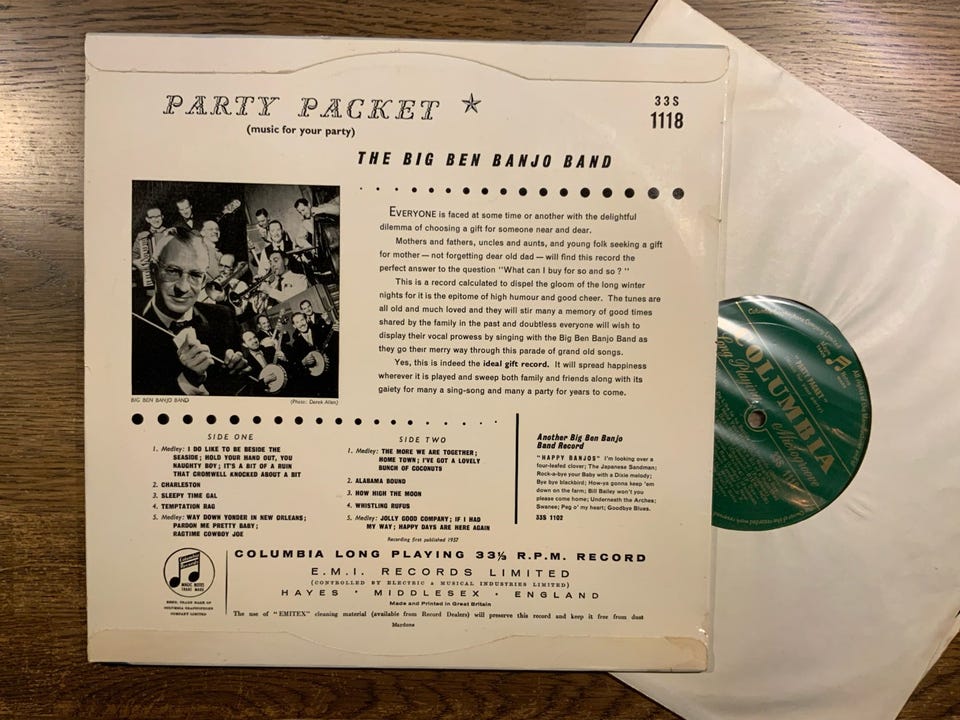 PARTY PACKET
(music for your party)
33S
1118
THE BIG BEN BANJO BAND
EVERYONE is faced at some time or another with the delightful
dilemma of choosing a gift for someone near and dear.
Mothers and fathers, uncles and aunts, and young folk seeking a gift
for mother — not forgetting dear old dad — will find this record the
perfect answer to the question "What can I buy for so and so ? "
This is a record calculated to dispel the gloom of the long winter
nights for it is the epitome of high humour and good cheer. The tunes are
all old and much loved and they will stir many a memory of good times
shared by the family in the past and doubtless everyone will wish to
display their vocal prowess by singing with the Big Ben Banjo Band as
they go their merry way through this parade of grand old songs.
Yes, this is indeed the ideal gift record. It will spread happiness
wherever it is played and sweep both family and friends along with its
gaiety for many a sing-song and many a party for years to come.
BIG BEN BANJO BAND
(Photo: Derek Allen)
SIDE ONE
1. Medley: I DO LIKE TO BE BESIDE THE
SEASIDE; HOLD YOUR HAND OUT, YOU
NAUGHTY BOY; IT'S A BIT OF A RUIN
THAT CROMWELL KNOCKED ABOUT A BIT
2. CHARLESTON
3. SLEEPY TIME GAL
4. TEMPTATION RAG
5. Medley: WAY DOWN YONDER IN NEW ORLEANS;
PARDON ME PRETTY BABY;
RAGTIME COWBOY JOE
SIDE TWO
1. Medley: THE MORE WE ARE TOGETHER;
HOME TOWN; I'VE GOT A LOVELY
BUNCH OF COCONUTS
2. ALABAMA BOUND
3. HOW HIGH THE MOON
4. WHISTLING RUFUS
5. Medley: JOLLY GOOD COMPANY; IF I HAD
MY WAY; HAPPY DAYS ARE HERE AGAIN
Recording first published 1957
Another Big Ben Banjo
Band Record
"HAPPY BANJOS" I'm looking over a
four-leafed clover; The Japanese Sandman;
Rock-a-bye your Baby with a Dixie melody;
Bye bye blackbird; How-ya gonna keep 'em
down on the farm; Bill Bailey won't you
please come home; Underneath the Arches;
Swanee; Peg o' my heart; Goodbye Blues.
33S 1102
COLUMBIA LONG PLAYING 33⅓ R.P.M. RECORD
E.M.I. RECORDS LIMITED
(CONTROLLED BY ELECTRIC & MUSICAL INDUSTRIES LIMITED)
HAYES · MIDDLESEX · ENGLAND
Made and Printed in Great Britain
The use of "EMITEX" cleaning material (available from Record Dealers) will preserve this record and keep it free from dust
Mardons
Columbia
MAGIC NOTES
TRADE MARK
REGD. TRADE MARK OF
COLUMBIA GRAPHOPHONE
COMPANY LIMITED
COLUMBIA
Long Playing
Microphone
"PARTY PACKET"